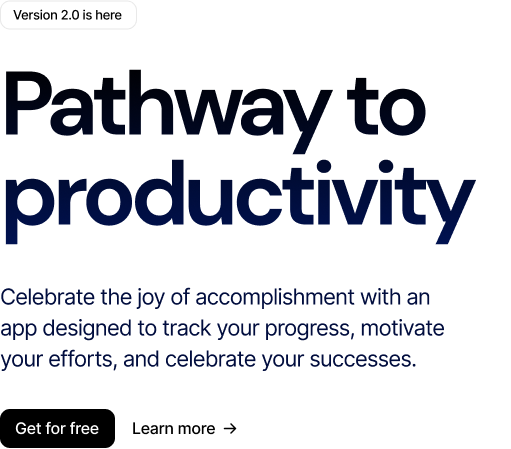 Version 2.0 is here
Pathway to
productivity
Celebrate the joy of accomplishment with an
app designed to track your progress, motivate
your efforts, and celebrate your successes.
Get for free
Learn more →